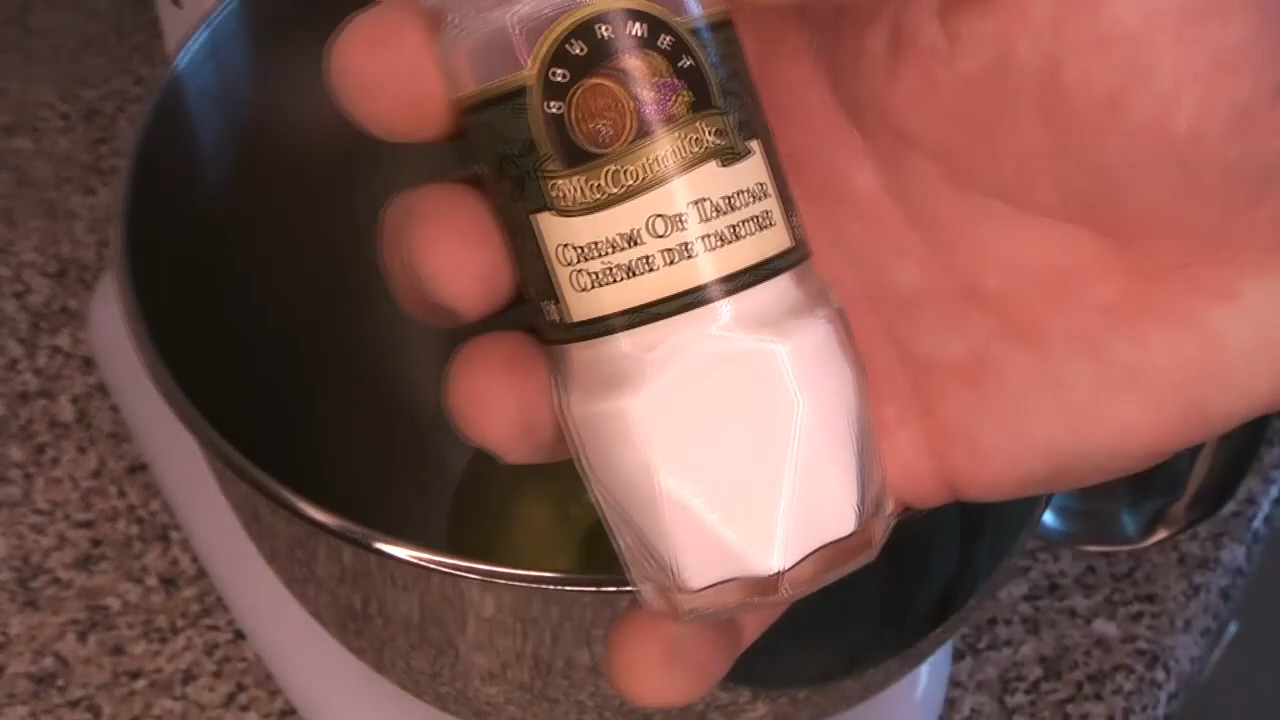 GOURMET
McCormick
CREAM OF TARTAR
CRÈME DE TARTRE